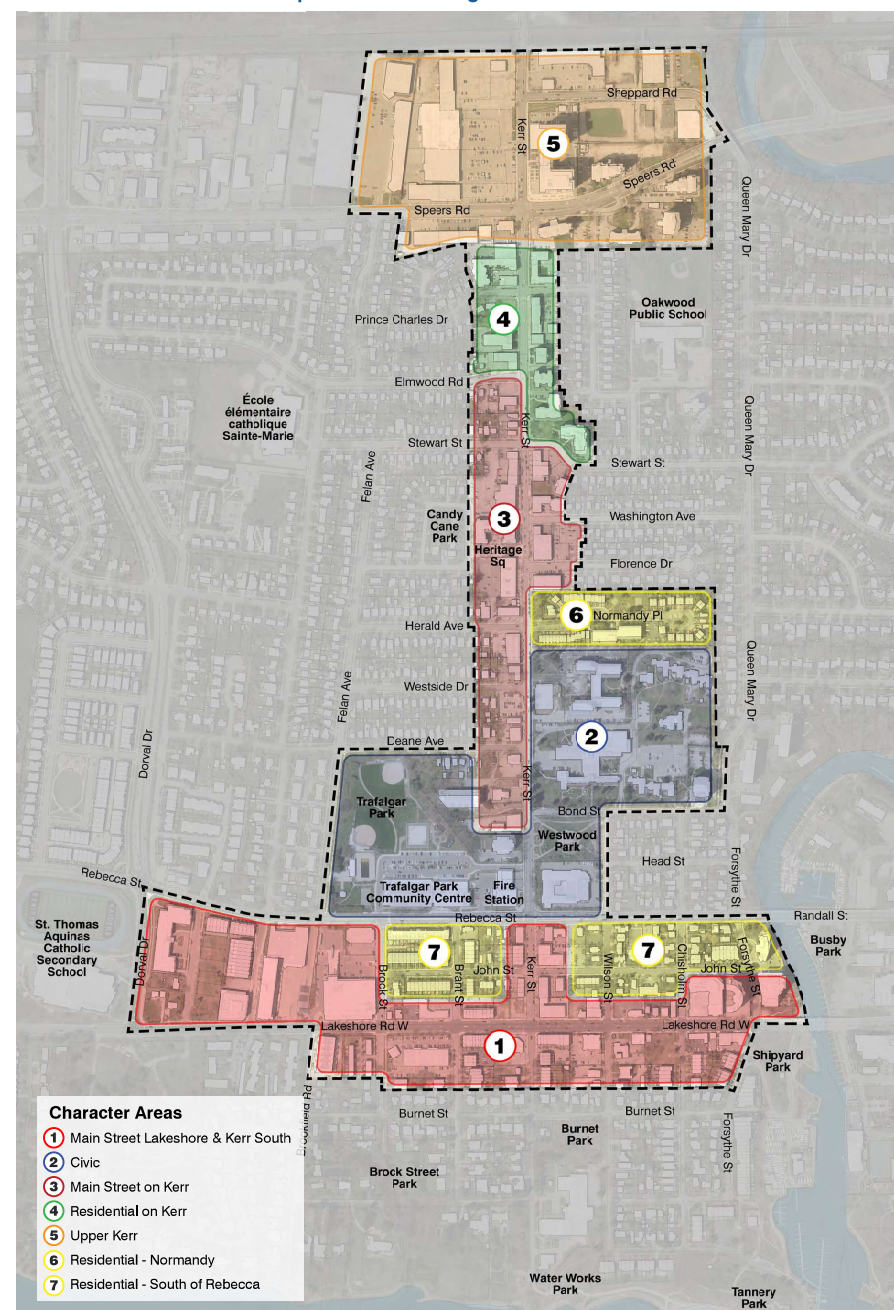 Sheppard Rd
Kerr St
5
Speers Rd
Speers Rd
Queen Mary Dr
4
Oakwood
Public School
Prince Charles Dr
Elmwood Rd
École
élémentaire
catholique
Sainte-Marie
Kerr St
Queen Mary Dr
Stewart St
Stewart St
Felan Ave
Candy
Cane
Park
3
Washington Ave
Heritage
Sq
Florence Dr
6
Normandy Pl
Herald Ave
Queen Mary Dr
Westside Dr
Felan Ave
Dorval Dr
2
Deane Ave
Kerr St
Trafalgar
Park
Bond St
Westwood
Park
Head St
Forsythe St
Rebecca St
Trafalgar Park
Community Centre
Fire
Station
Rebecca St
Randall St
St. Thomas
Aquinas
Catholic
Secondary
School
Busby
Park
Dorval Dr
7
7
Brock St
Brant St
John St
Kerr St
Wilson St
Chisholm St
John St
Forsythe St
Lakeshore Rd W
Lakeshore Rd W
1
Shipyard
Park
Brookfield Rd
Burnet St
Burnet St
Burnet
Park
Forsythe St
Brock Street
Park
Water Works
Park
Tannery
Park
Character Areas
1 Main Street Lakeshore & Kerr South
2 Civic
3 Main Street on Kerr
4 Residential on Kerr
5 Upper Kerr
6 Residential - Normandy
7 Residential - South of Rebecca